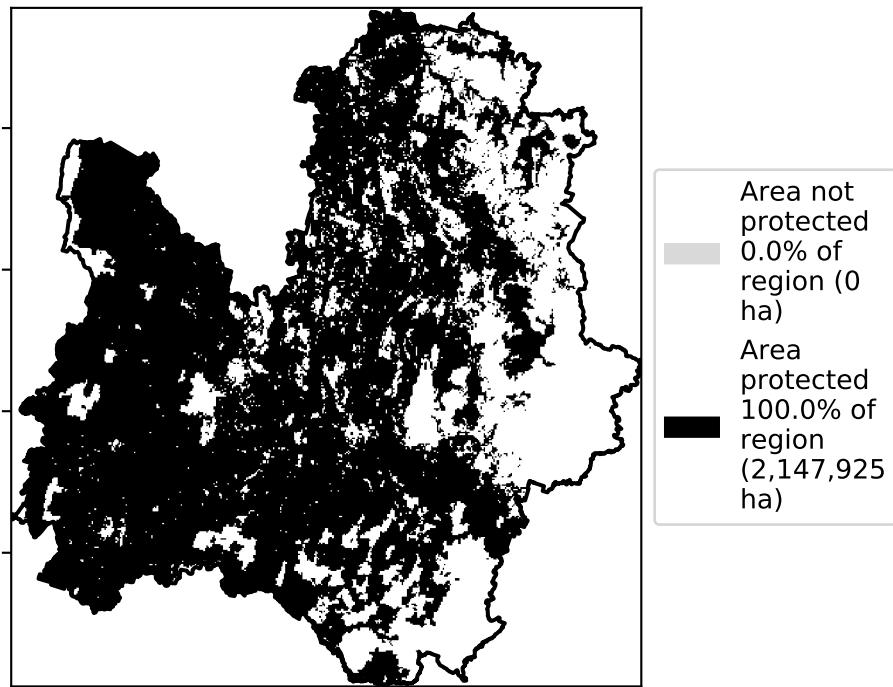 Area not
protected
0.0% of
region (0
ha)
Area
protected
100.0% of
region
(2,147,925
ha)